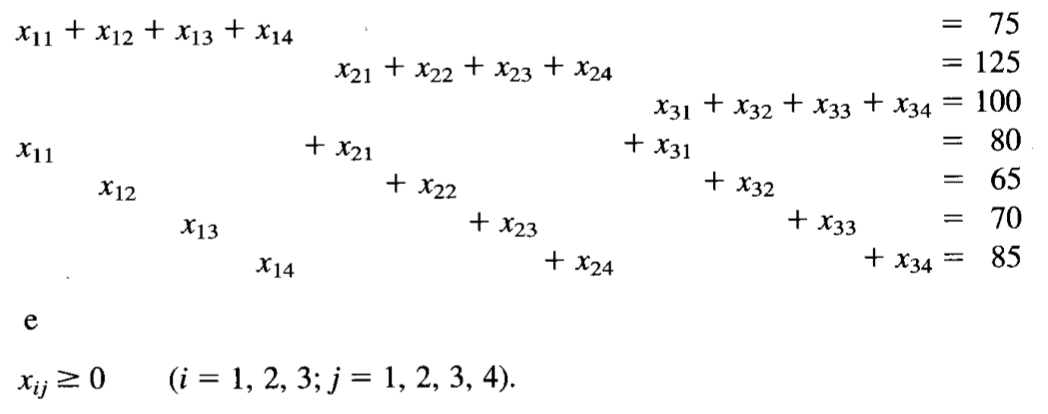 x₁₁ + x₁₂ + x₁₃ + x₁₄ = 75
x₂₁ + x₂₂ + x₂₃ + x₂₄ = 125
x₃₁ + x₃₂ + x₃₃ + x₃₄ = 100
x₁₁ + x₂₁ + x₃₁ = 80
x₁₂ + x₂₂ + x₃₂ = 65
x₁₃ + x₂₃ + x₃₃ = 70
x₁₄ + x₂₄ + x₃₄ = 85
e
xᵢⱼ ≥ 0 (i = 1, 2, 3; j = 1, 2, 3, 4).